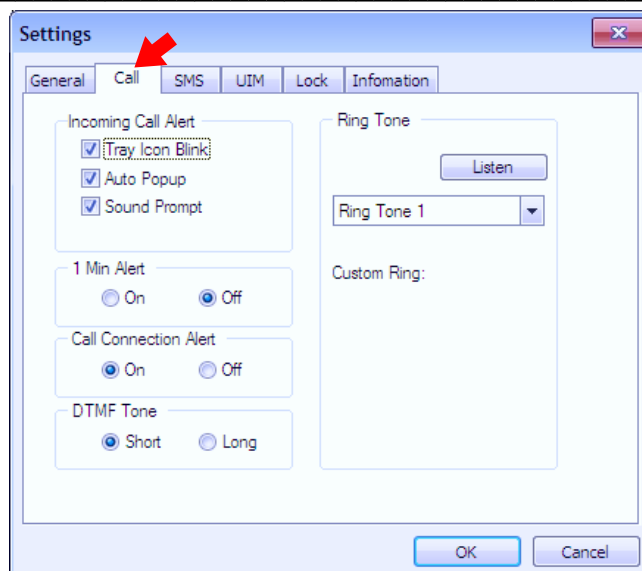 Settings
General Call SMS UIM Lock Infomation
Incoming Call Alert
Tray Icon Blink
Auto Popup
Sound Prompt
1 Min Alert
On Off
Call Connection Alert
On Off
DTMF Tone
Short Long
Ring Tone
Listen
Ring Tone 1
Custom Ring:
OK Cancel